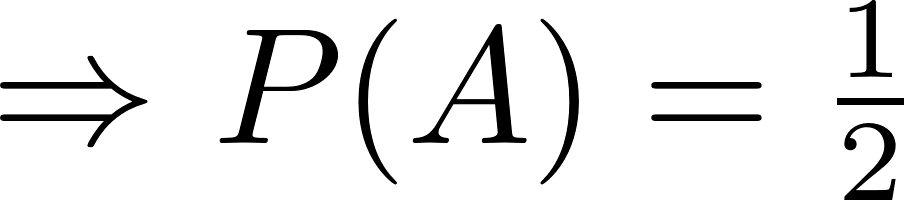 ⇒ P(A) = 1/2